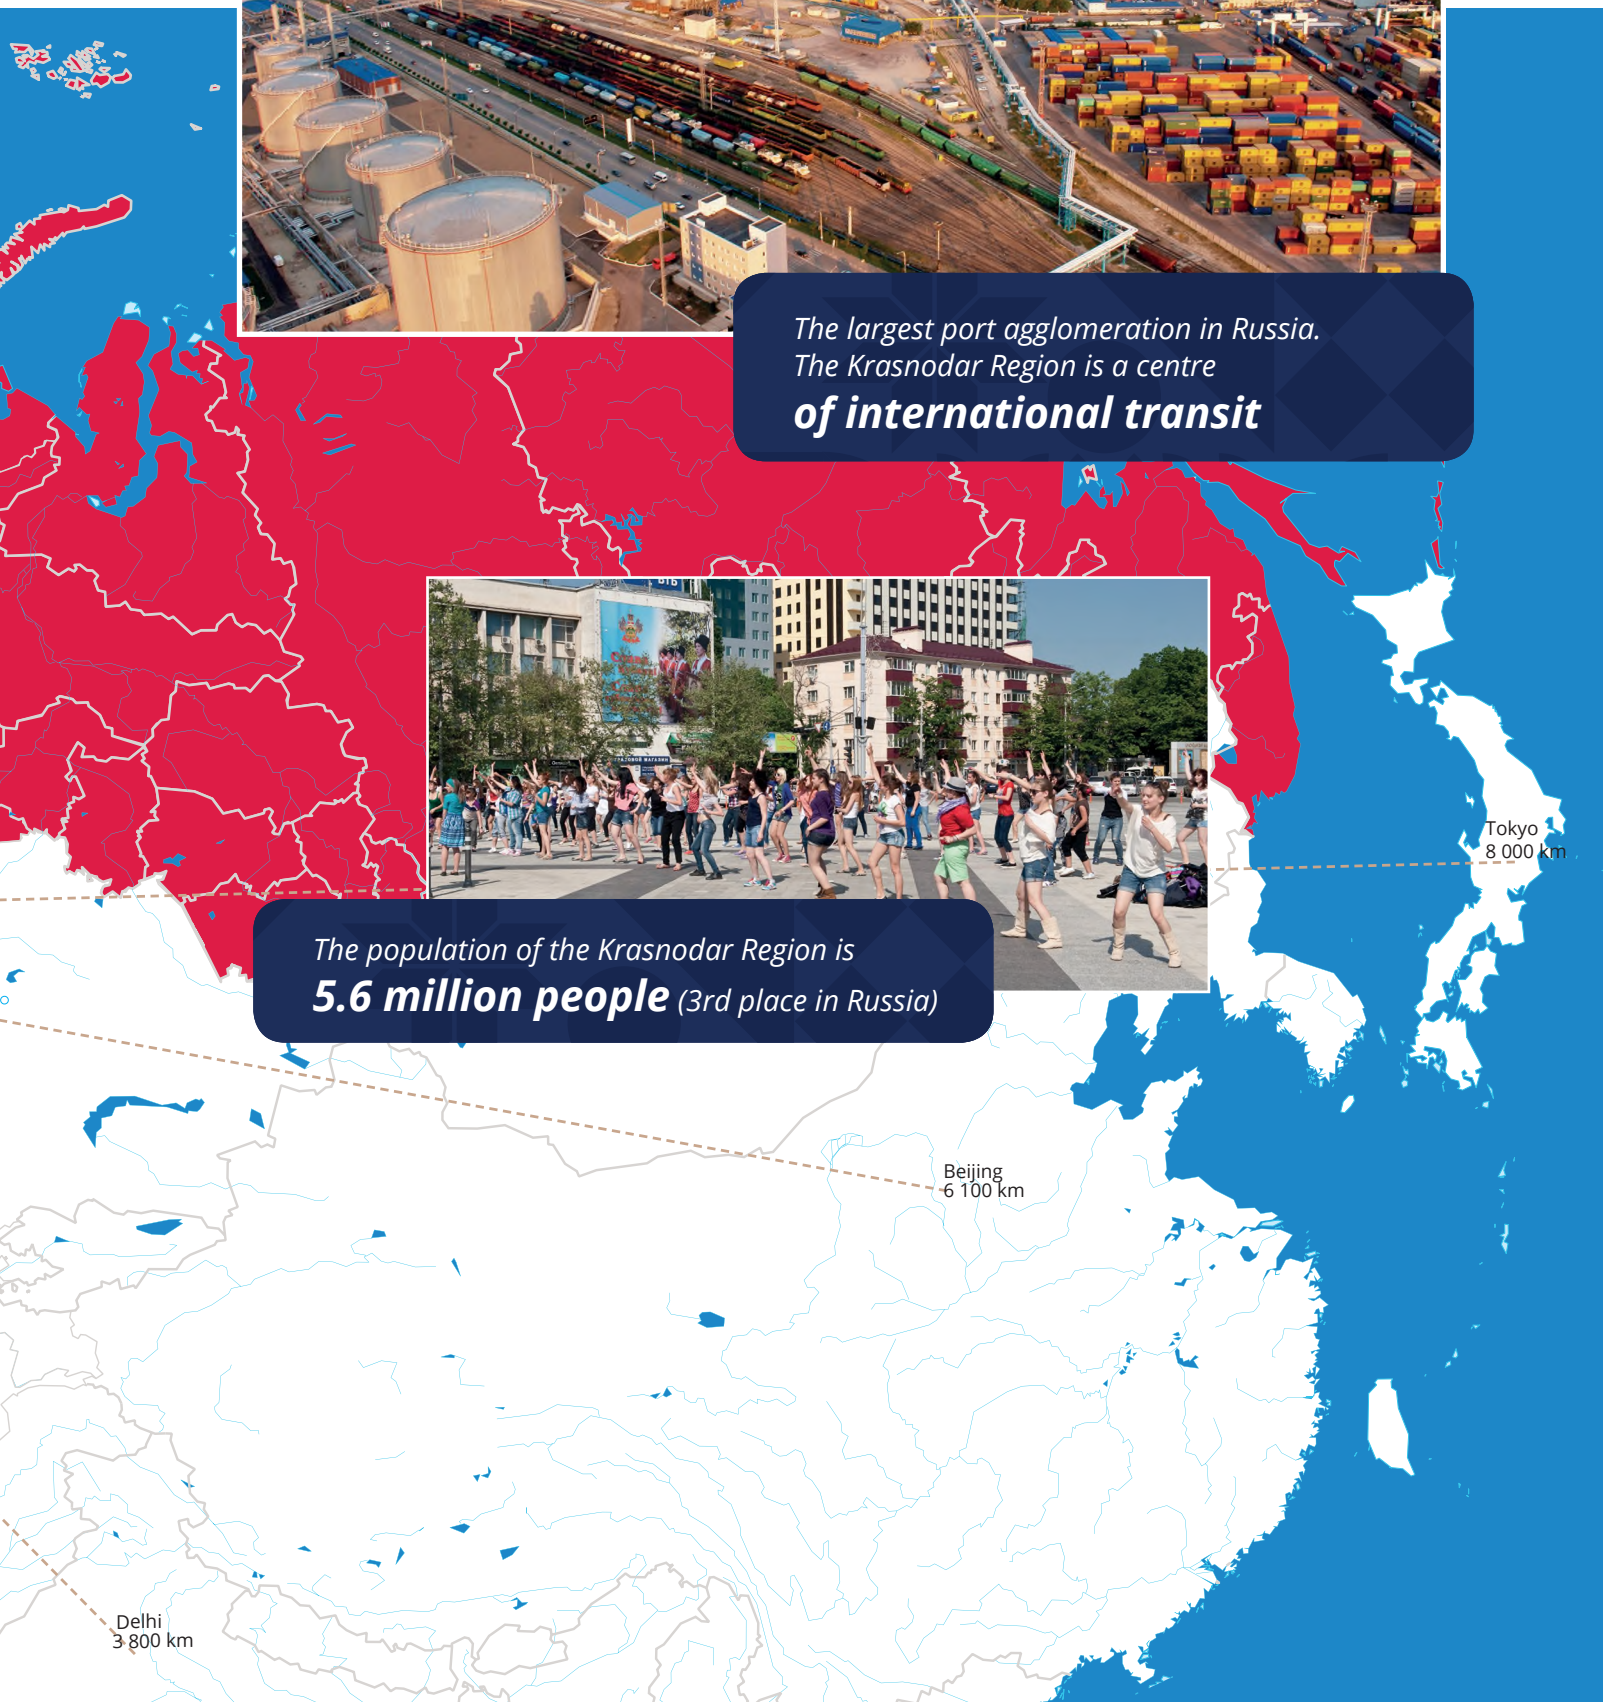 The largest port agglomeration in Russia.
The Krasnodar Region is a centre
of international transit
ВТБ
The population of the Krasnodar Region is
5.6 million people (3rd place in Russia)
Tokyo
8 000 km
Beijing
6 100 km
Delhi
3 800 km